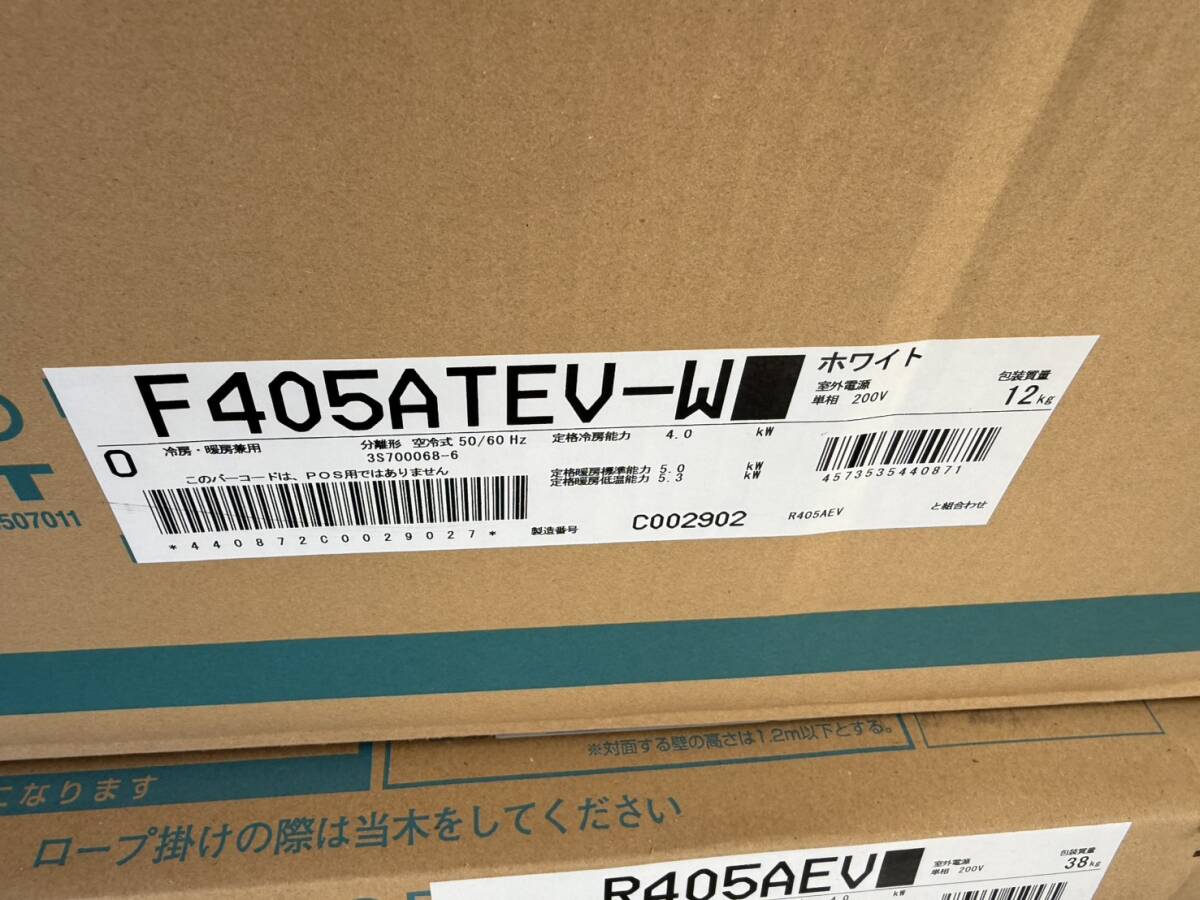 F405ATEV-W■ ホワイト
室外電源
単相 200V
包装質量
12kg
0 冷房・暖房兼用 分離形 空冷式 50/60 Hz
3S700068-6
このバーコードは、POS用ではありません
*440872C0029027*
定格冷房能力 4.0 kW
定格暖房標準能力 5.0 kW
定格暖房低温能力 5.3 kW
製造番号 C002902
4573535440871
R405AEV と組合わせ
507011
※対面する壁の高さは1.2m以下とする。
になります
ロープ掛けの際は当木をしてください
R405AEV■
室外電源
単相 200V
包装質量
38kg
4.0 kW